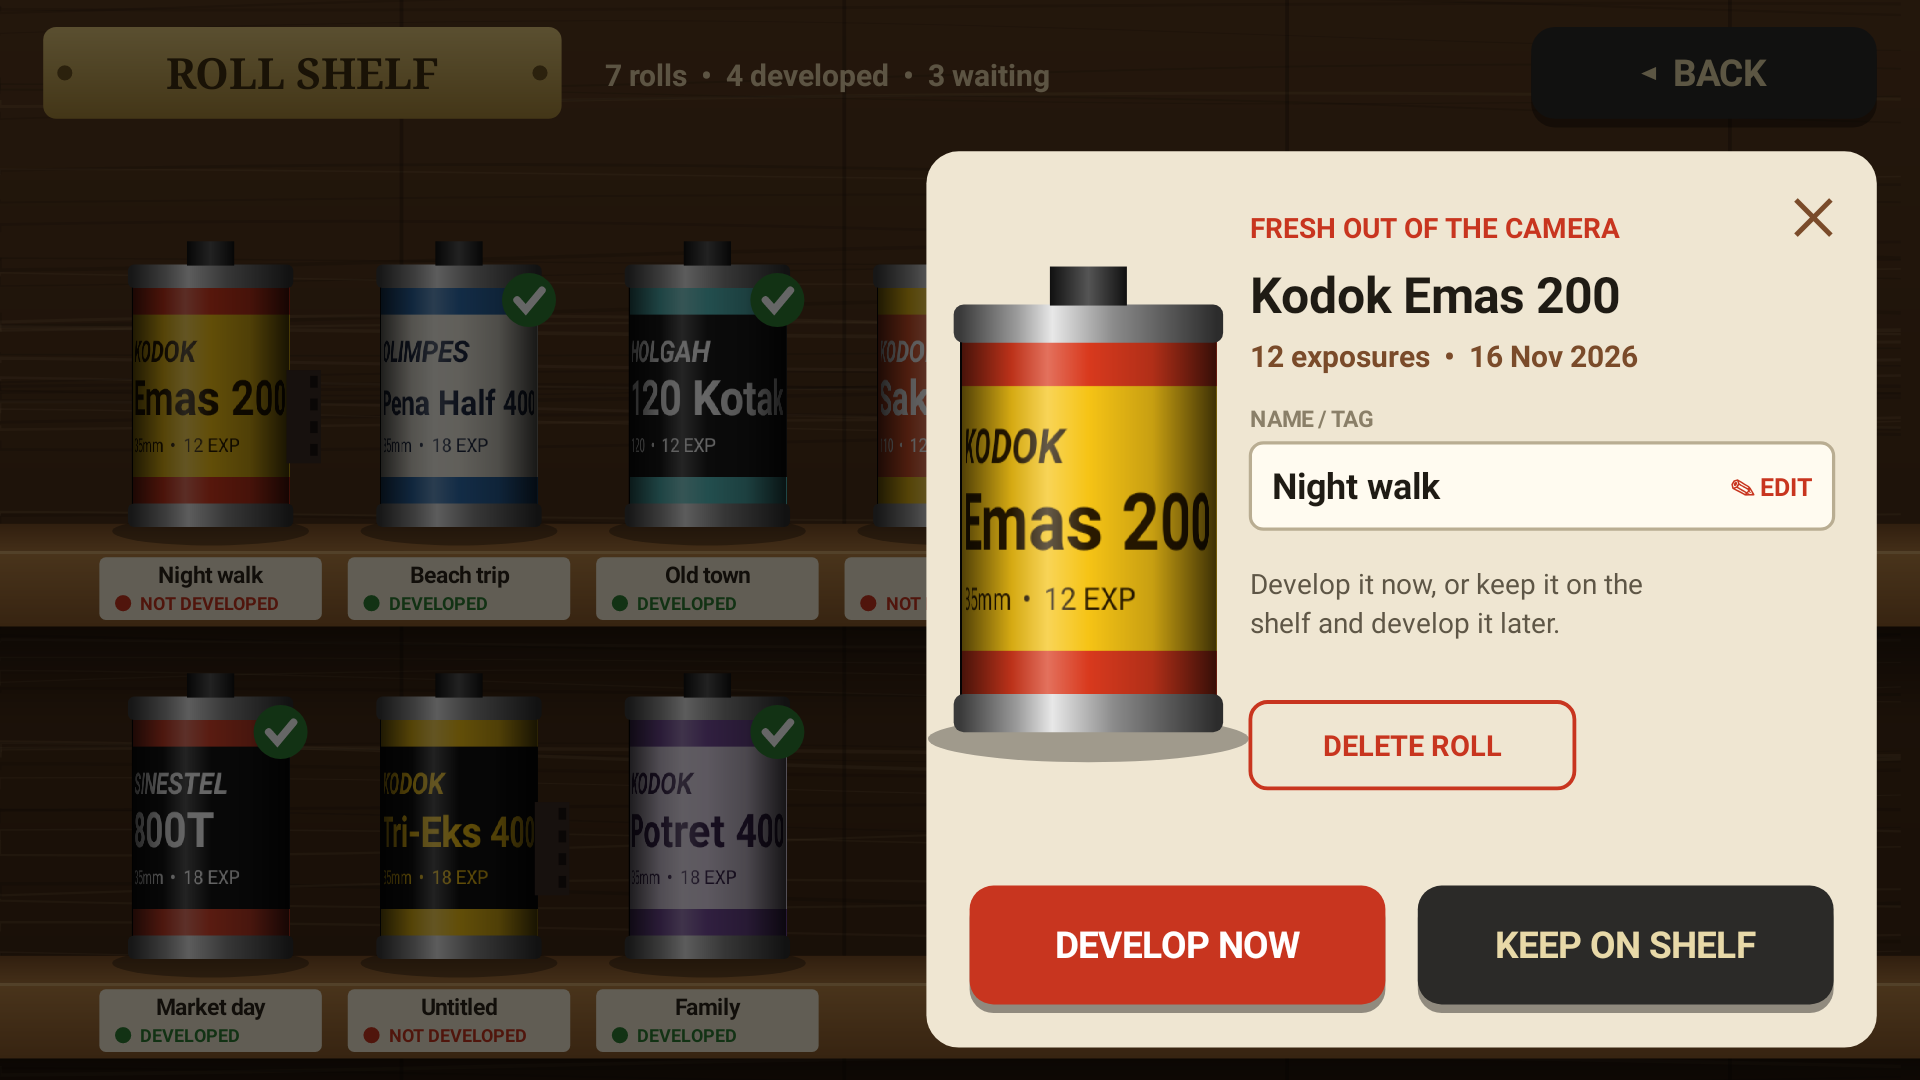 ROLL SHELF
7 rolls • 4 developed • 3 waiting
◄ BACK
KODOK
Emas 200
35mm • 12 EXP
OLIMPES
Pena Half 400
35mm • 18 EXP
HOLGAH
120 Kotak
120 • 12 EXP
Night walk
NOT DEVELOPED
Beach trip
DEVELOPED
Old town
DEVELOPED
NOT
SINESTEL
800T
35mm • 18 EXP
KODOK
Tri-Eks 400
35mm • 18 EXP
KODOK
Potret 400
35mm • 18 EXP
Market day
DEVELOPED
Untitled
NOT DEVELOPED
Family
DEVELOPED
KODOK
Emas 200
35mm • 12 EXP
FRESH OUT OF THE CAMERA
Kodok Emas 200
12 exposures • 16 Nov 2026
NAME / TAG
Night walk
✎ EDIT
Develop it now, or keep it on the
shelf and develop it later.
DELETE ROLL
DEVELOP NOW
KEEP ON SHELF